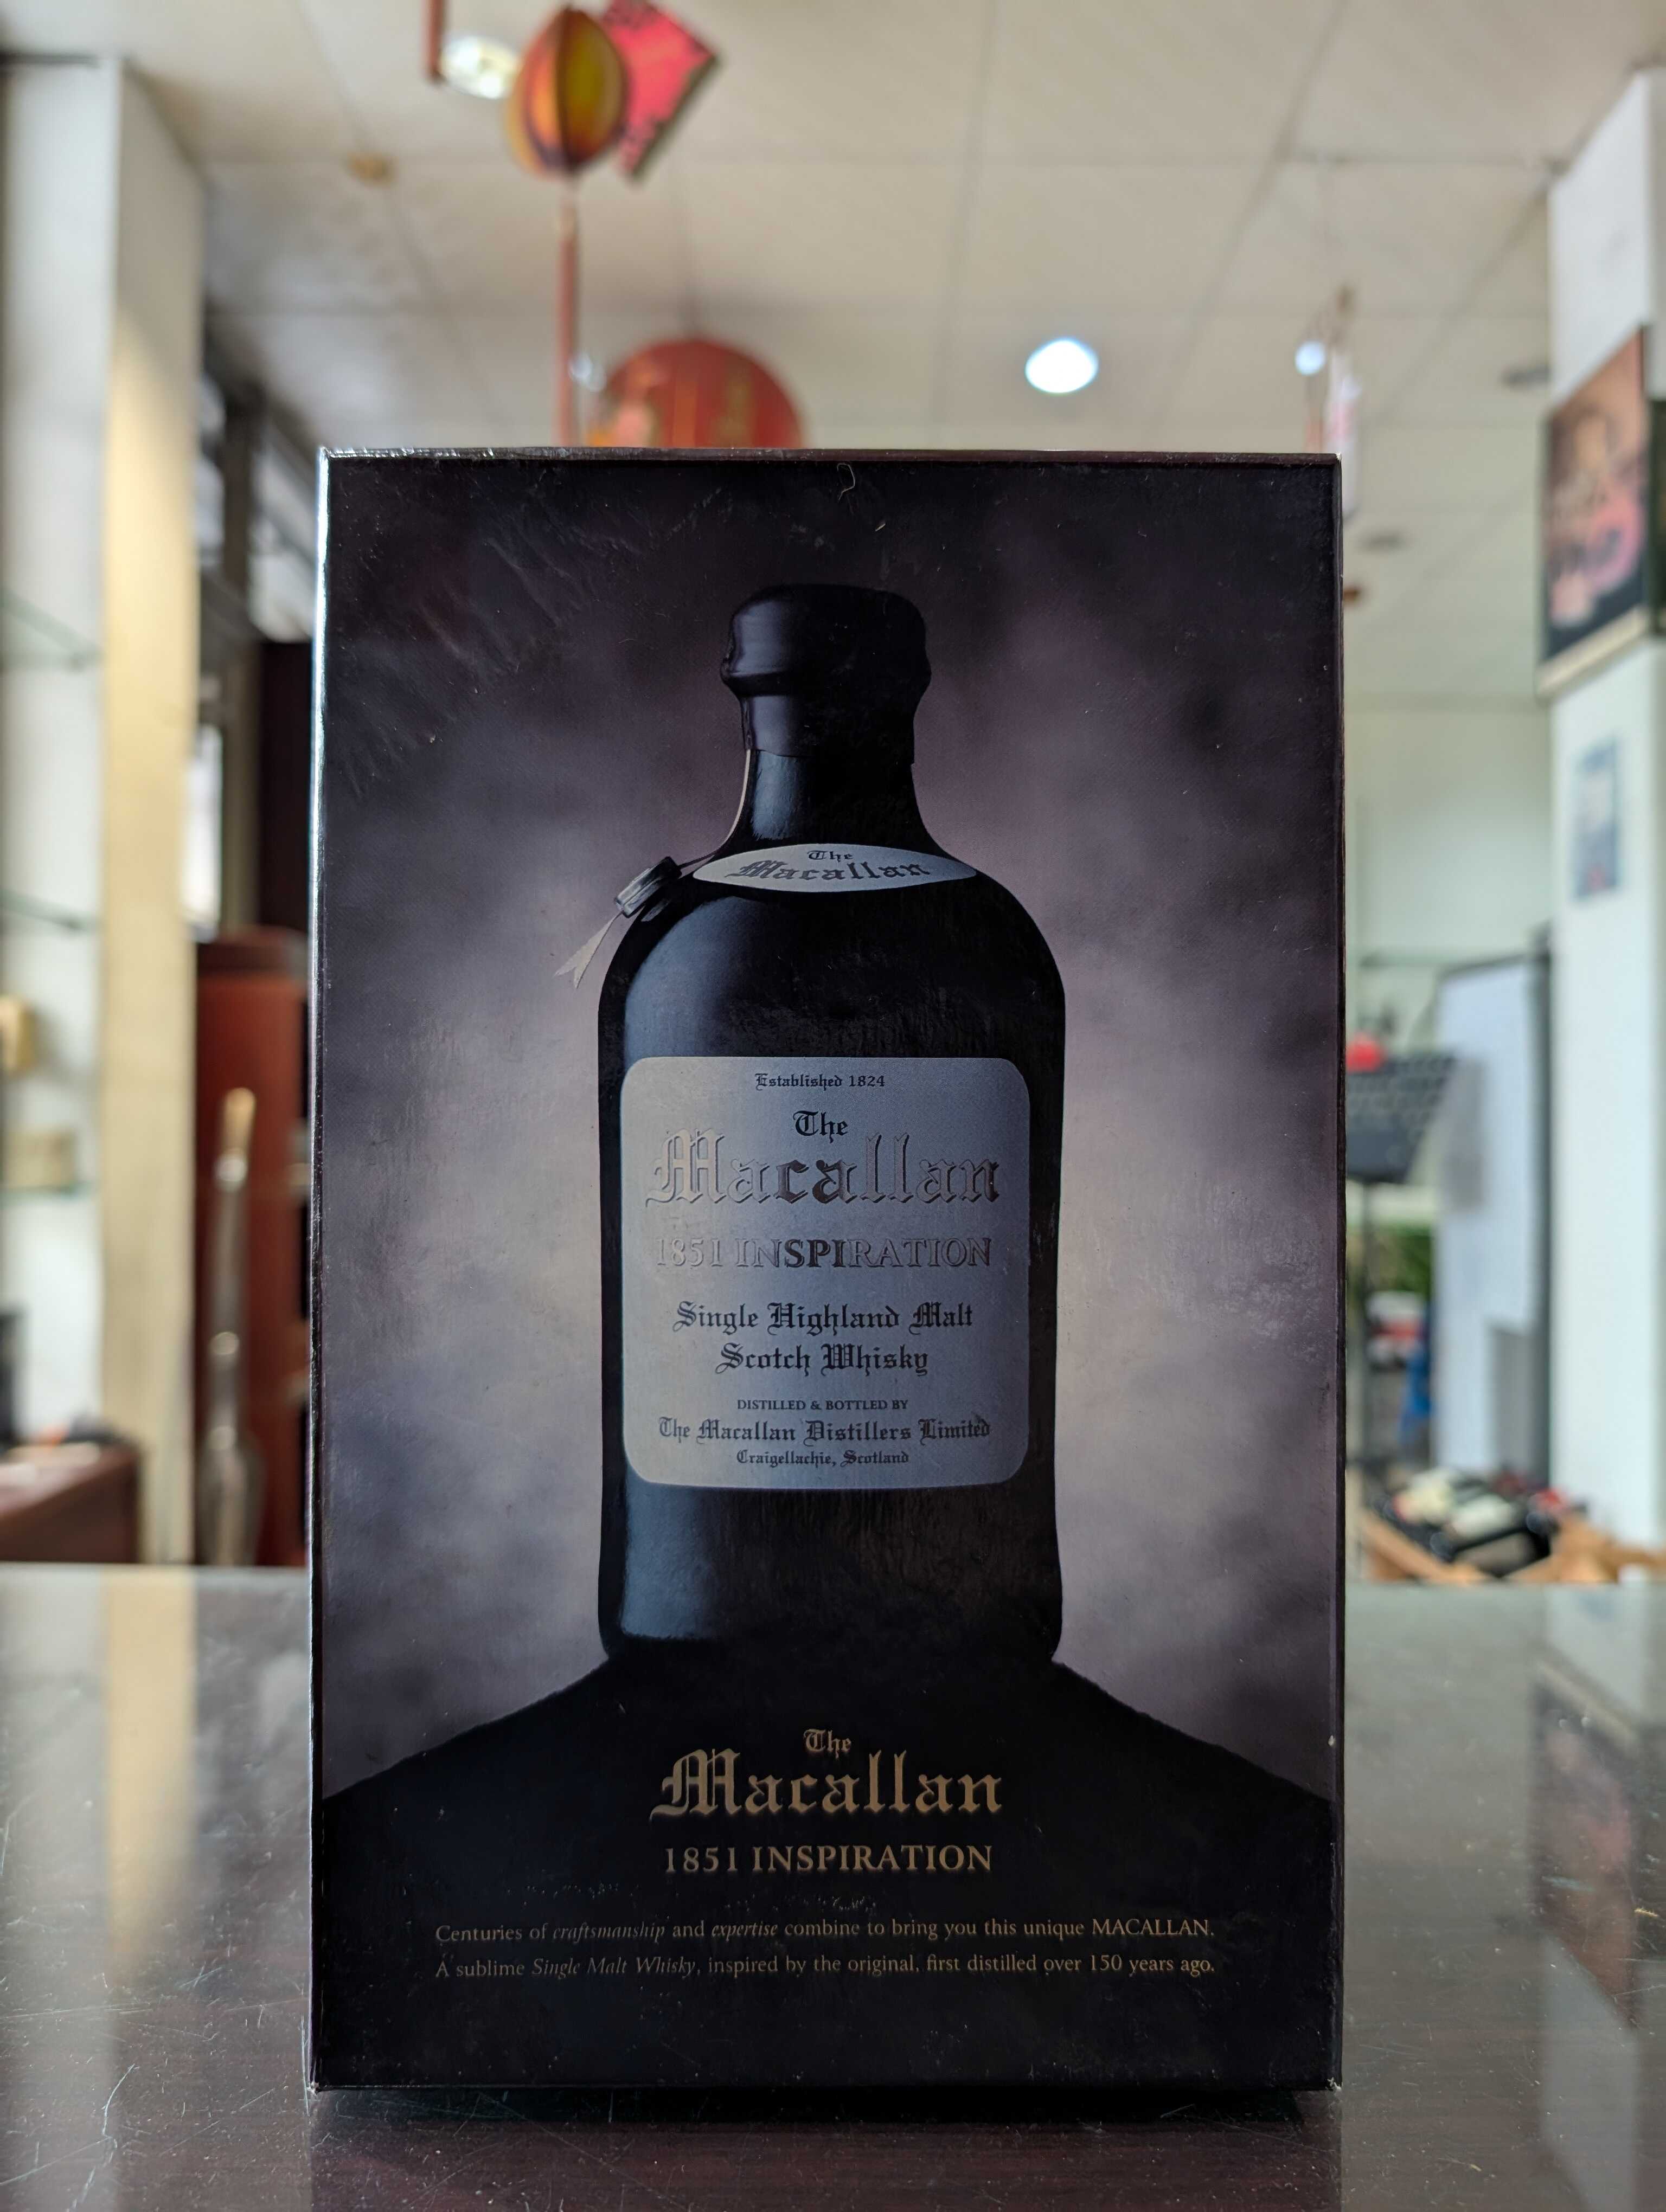 The
Macallan
Established 1824
The
Macallan
1851 INSPIRATION
Single Highland Malt
Scotch Whisky
DISTILLED & BOTTLED BY
The Macallan Distillers Limited
Craigellachie, Scotland
The
Macallan
1851 INSPIRATION
Centuries of craftsmanship and expertise combine to bring you this unique MACALLAN.
A sublime Single Malt Whisky, inspired by the original, first distilled over 150 years ago.